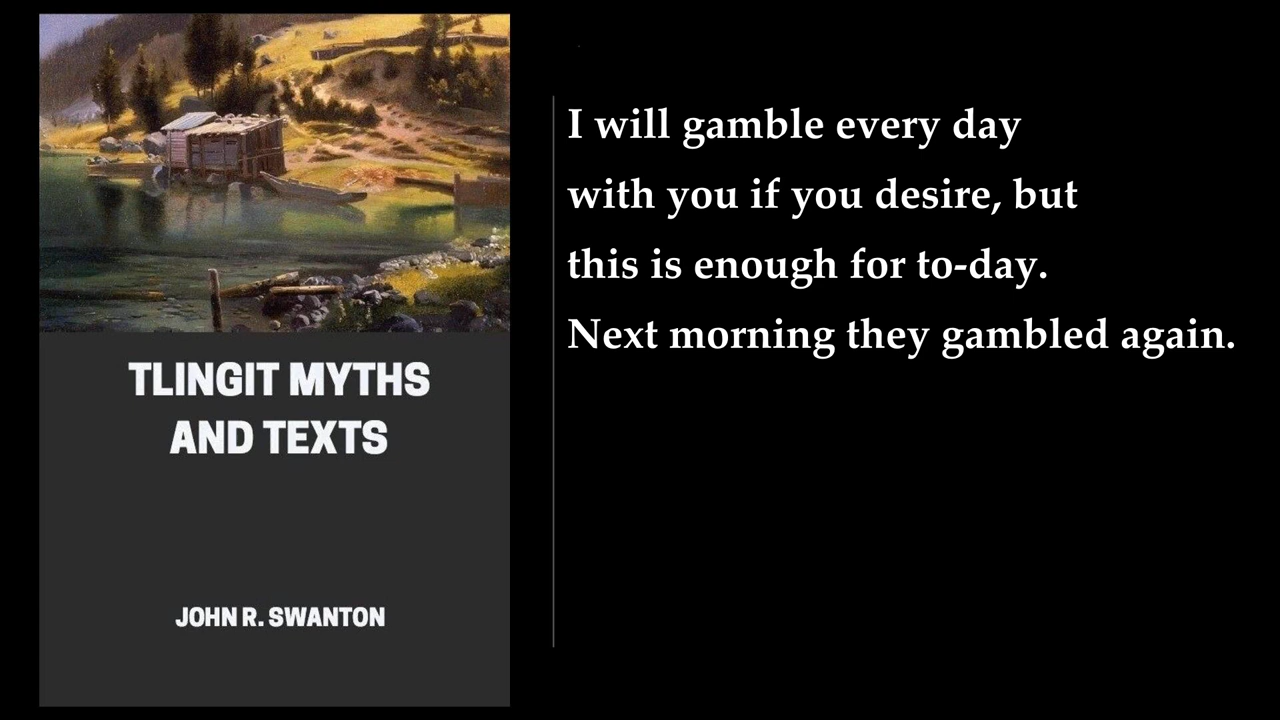 TLINGIT MYTHS
AND TEXTS
JOHN R. SWANTON
I will gamble every day
with you if you desire, but
this is enough for to-day.
Next morning they gambled again.